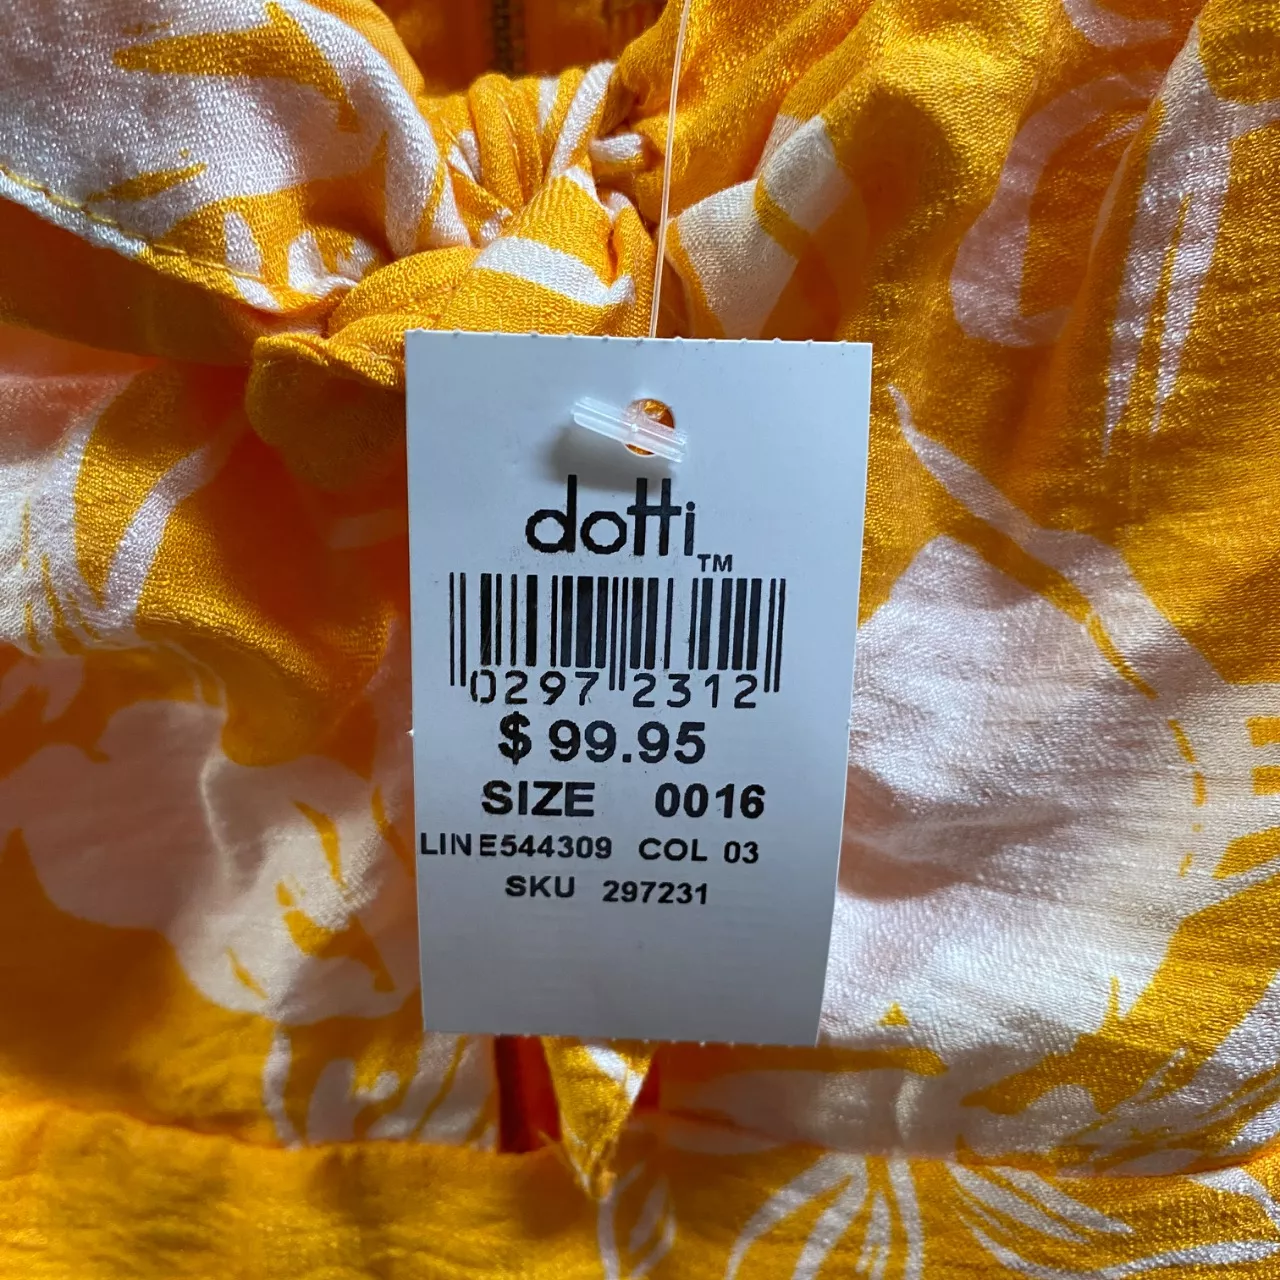 dotti
TM
0297 2312
$99.95
SIZE 0016
LINE544309 COL 03
SKU 297231